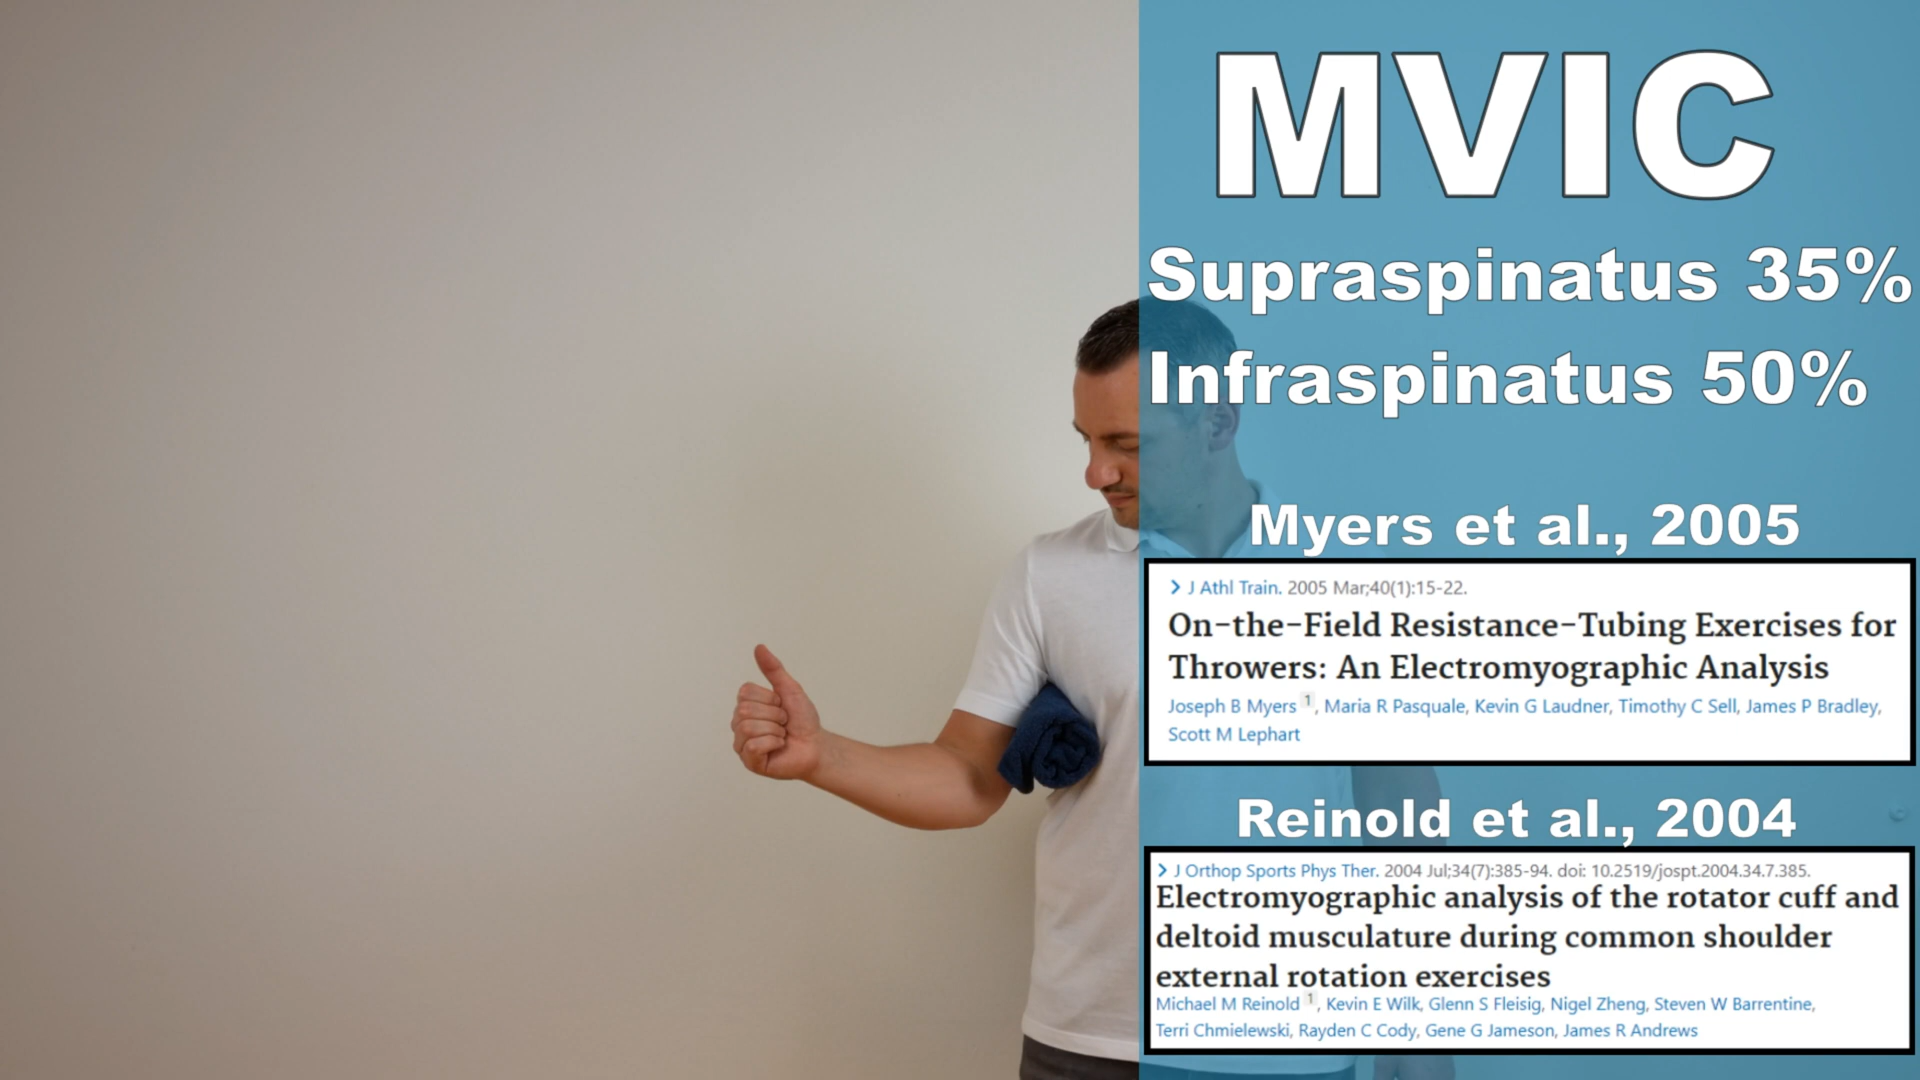 MVIC
Supraspinatus 35%
Infraspinatus 50%
Myers et al., 2005
> J Athl Train. 2005 Mar;40(1):15-22.
On-the-Field Resistance-Tubing Exercises for
Throwers: An Electromyographic Analysis
Joseph B Myers 1, Maria R Pasquale, Kevin G Laudner, Timothy C Sell, James P Bradley,
Scott M Lephart
Reinold et al., 2004
> J Orthop Sports Phys Ther. 2004 Jul;34(7):385-94. doi: 10.2519/jospt.2004.34.7.385.
Electromyographic analysis of the rotator cuff and
deltoid musculature during common shoulder
external rotation exercises
Michael M Reinold 1, Kevin E Wilk, Glenn S Fleisig, Nigel Zheng, Steven W Barrentine,
Terri Chmielewski, Rayden C Cody, Gene G Jameson, James R Andrews